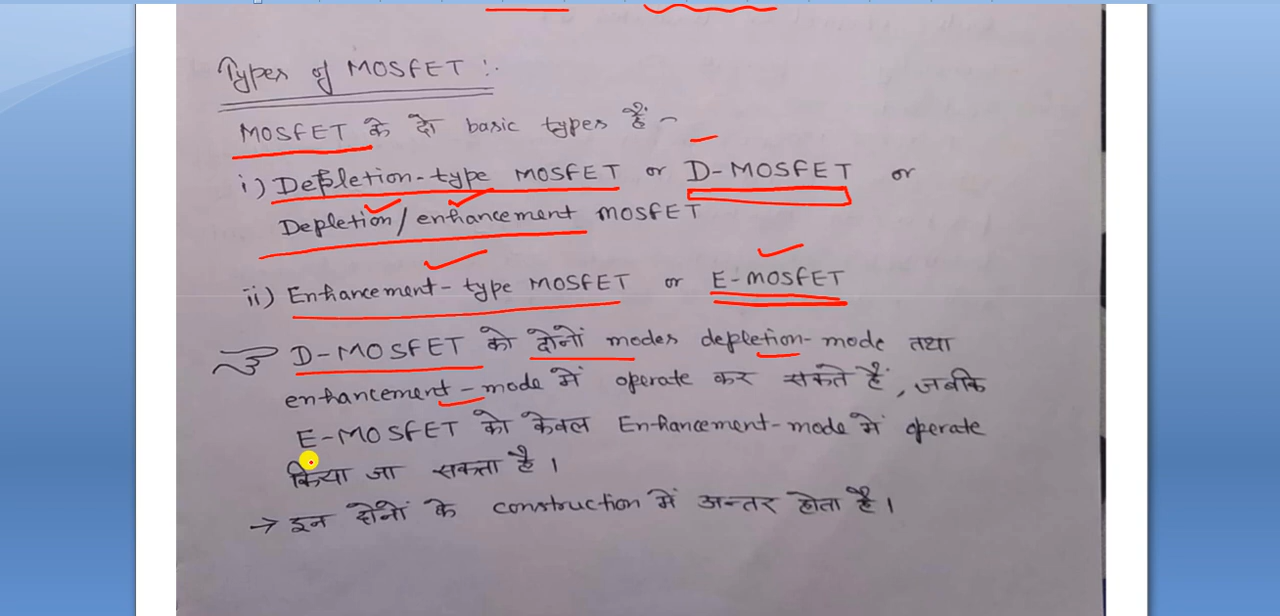 Types of MOSFET :-
MOSFET के दो basic types हैं -
i) Depletion-type MOSFET or D-MOSFET or
Depletion/enhancement MOSFET
ii) Enhancement-type MOSFET or E-MOSFET
D-MOSFET को दोनों modes depletion-mode तथा
enhancement-mode में operate कर सकते हैं, जबकि
E-MOSFET को केवल Enhancement-mode में operate
किया जा सकता है।
→ इन दोनों के construction में अन्तर होता है।